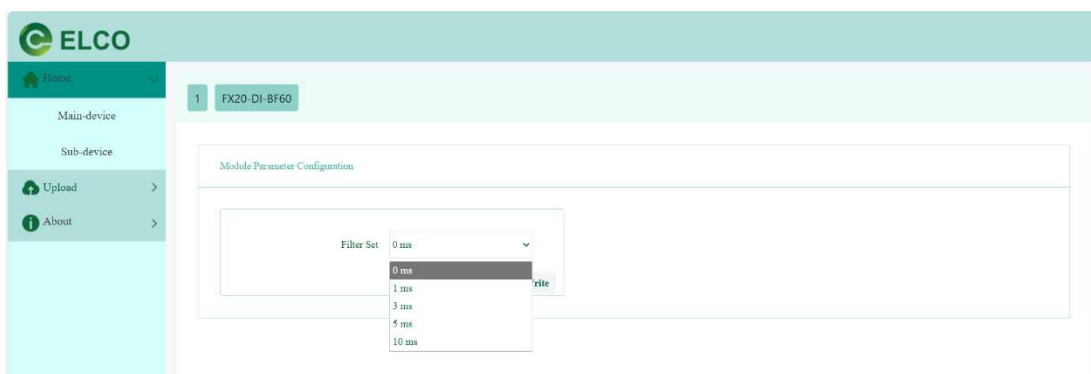 ELCO
Home
Main-device
Sub-device
Upload
About
1 FX20-DI-BF60
Module Parameter Configuration
Filter Set 0 ms
0 ms
1 ms
3 ms
5 ms
10 ms